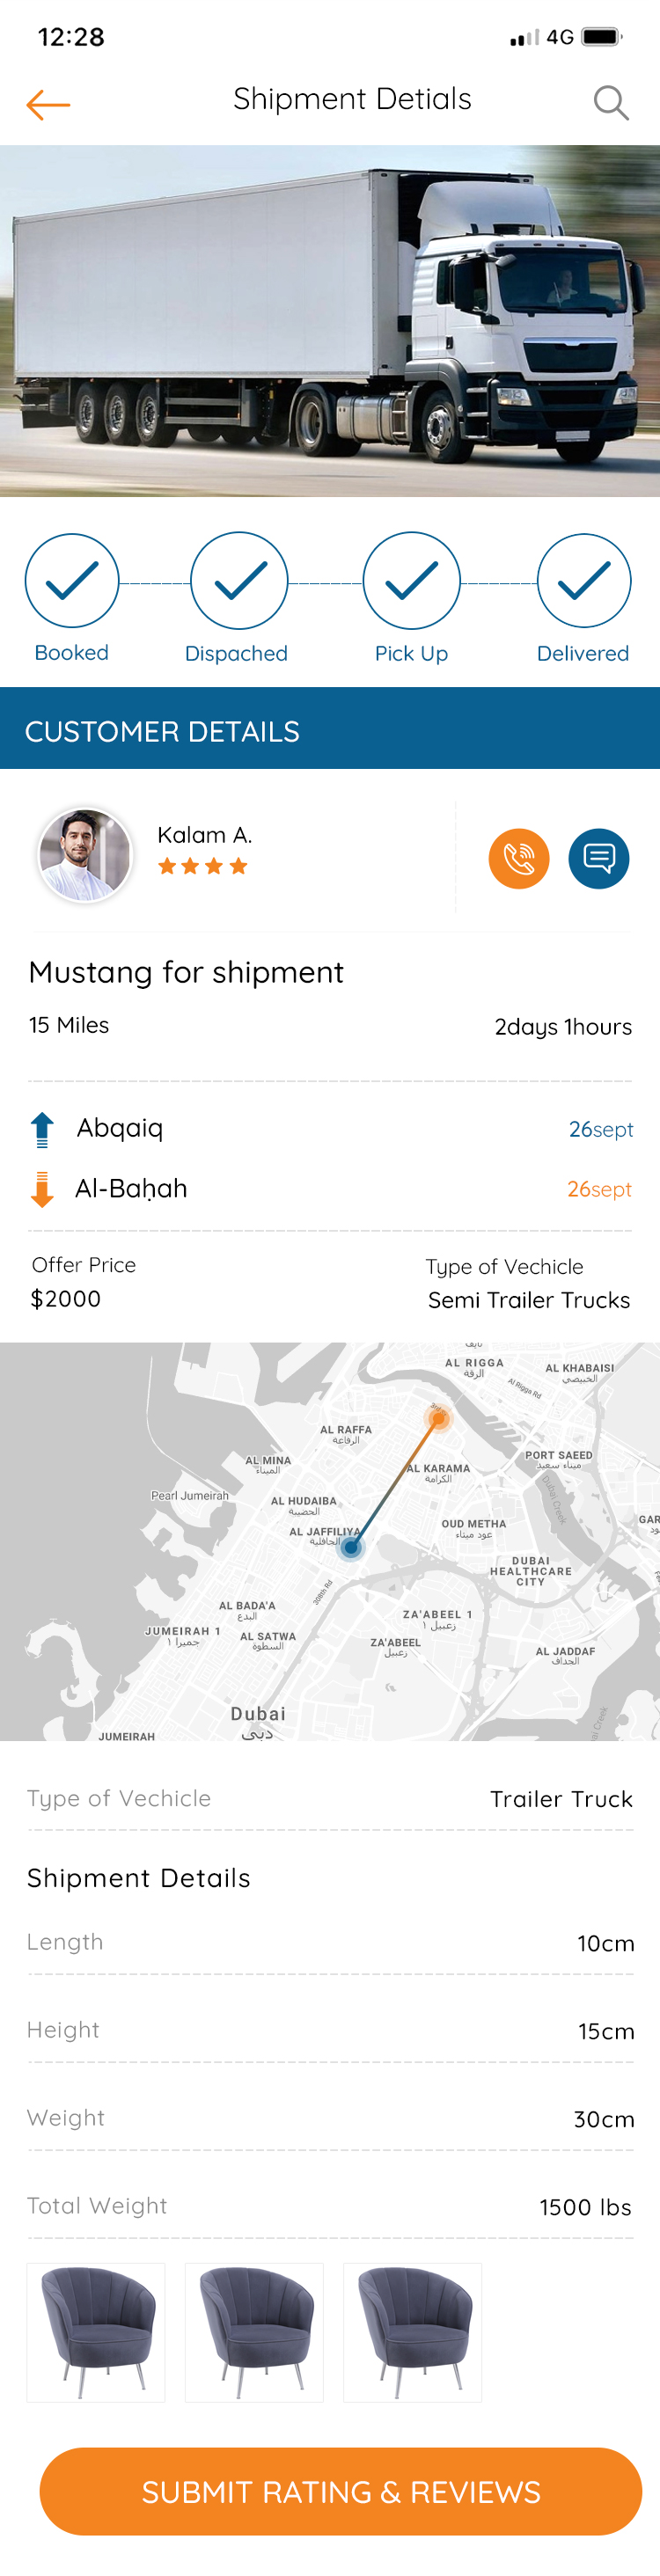 12:28
4G
Shipment Detials
Booked
Dispached
Pick Up
Delivered
CUSTOMER DETAILS
Kalam A.
Mustang for shipment
15 Miles
2days 1hours
Abqaiq
26sept
Al-Baḥah
26sept
Offer Price
Type of Vechicle
$2000
Semi Trailer Trucks
AL RIGGA
الرقة
AL KHABAISI
الخبيصي
Al Rigga Rd
AL RAFFA
الرفاعة
AL MINA
الميناء
AL KARAMA
الكرامة
PORT SAEED
ميناء سعيد
Pearl Jumeirah
AL HUDAIBA
الحضيبة
Dubai Creek
AL JAFFILIYA
الجافلية
OUD METHA
عود ميثاء
GAR
DUBAI
HEALTHCARE
CITY
308th Rd
AL BADA'A
البدع
ZA'ABEEL 1
زعبيل ١
JUMEIRAH 1
جميرا ١
AL SATWA
السطوة
ZA'ABEEL
زعبيل
AL JADDAF
الجداف
Dubai
دبي
JUMEIRAH
Type of Vechicle
Trailer Truck
Shipment Details
Length
10cm
Height
15cm
Weight
30cm
Total Weight
1500 lbs
SUBMIT RATING & REVIEWS